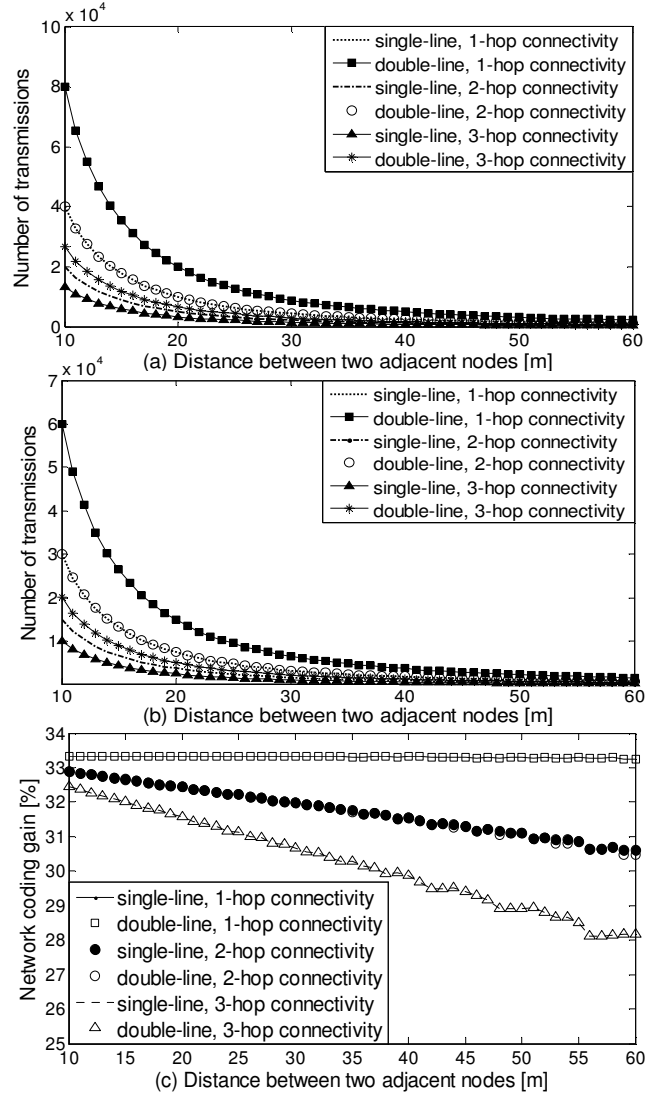 x 10⁴
10
8
6
4
2
0
Number of transmissions
single-line, 1-hop connectivity
double-line, 1-hop connectivity
single-line, 2-hop connectivity
double-line, 2-hop connectivity
single-line, 3-hop connectivity
double-line, 3-hop connectivity
10 20 30 40 50 60
(a) Distance between two adjacent nodes [m]
x 10⁴
7
6
5
4
3
2
1
Number of transmissions
single-line, 1-hop connectivity
double-line, 1-hop connectivity
single-line, 2-hop connectivity
double-line, 2-hop connectivity
single-line, 3-hop connectivity
double-line, 3-hop connectivity
10 20 30 40 50 60
(b) Distance between two adjacent nodes [m]
34
33
32
31
30
29
28
27
26
25
Network coding gain [%]
single-line, 1-hop connectivity
double-line, 1-hop connectivity
single-line, 2-hop connectivity
double-line, 2-hop connectivity
single-line, 3-hop connectivity
double-line, 3-hop connectivity
10 15 20 25 30 35 40 45 50 55 60
(c) Distance between two adjacent nodes [m]